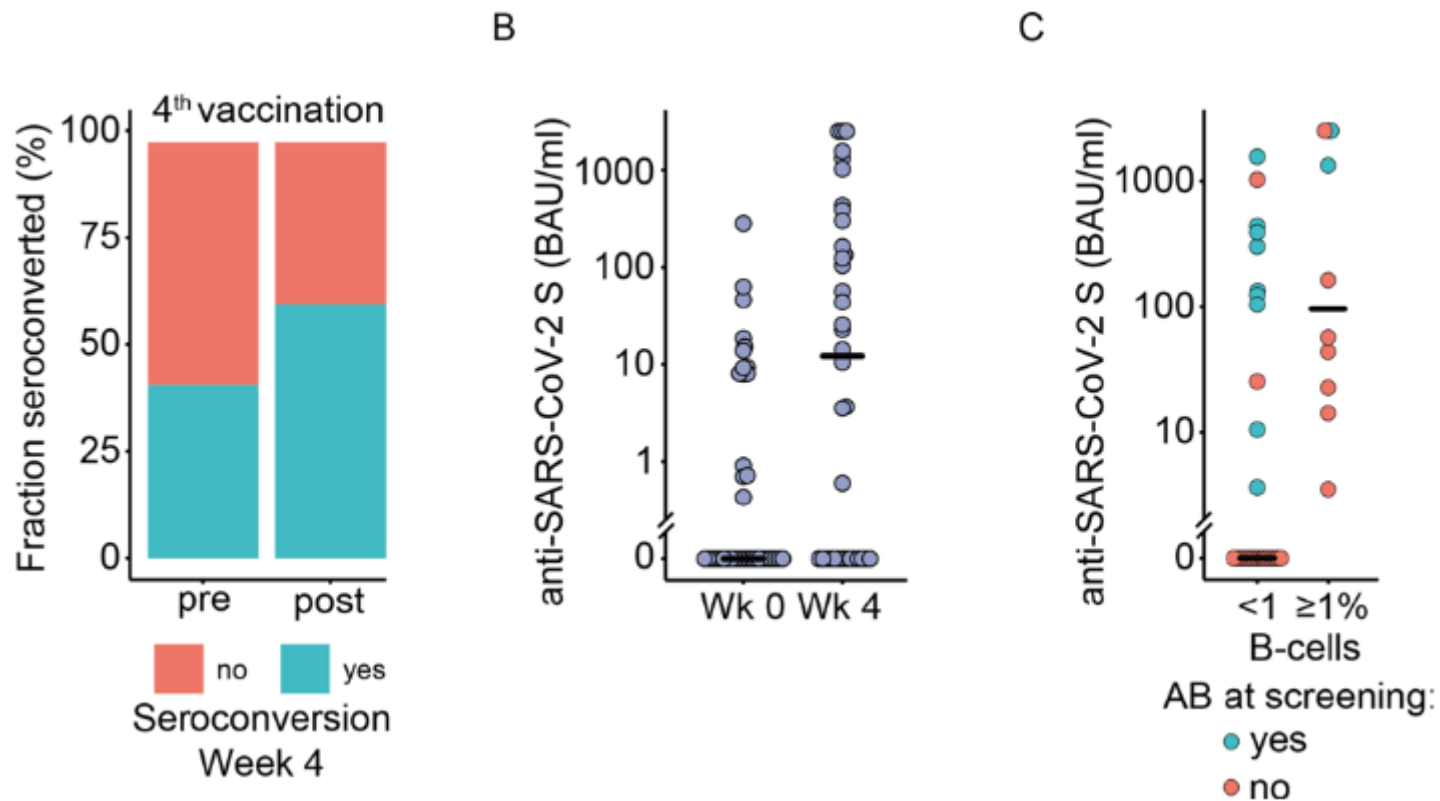 B
C
4th vaccination
Fraction seroconverted (%)
100
75
50
25
0
pre
post
no
yes
Seroconversion
Week 4
anti-SARS-CoV-2 S (BAU/ml)
1000
100
10
1
0
Wk 0 Wk 4
anti-SARS-CoV-2 S (BAU/ml)
1000
100
10
0
<1 ≥1%
B-cells
AB at screening:
yes
no